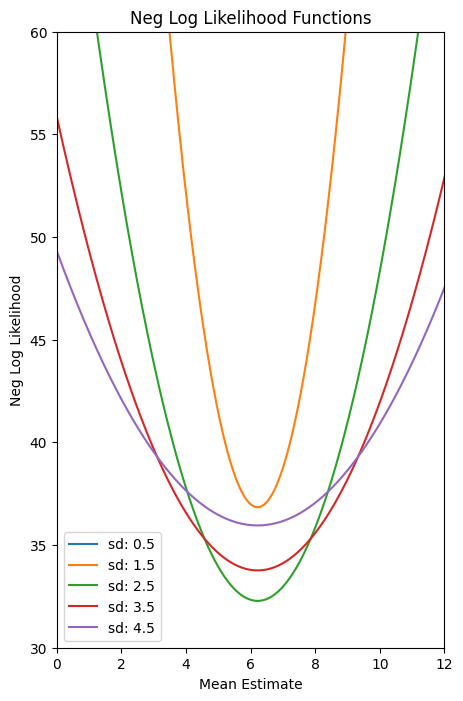 Neg Log Likelihood Functions
60
55
50
45
40
35
30
Neg Log Likelihood
sd: 0.5
sd: 1.5
sd: 2.5
sd: 3.5
sd: 4.5
0 2 4 6 8 10 12
Mean Estimate